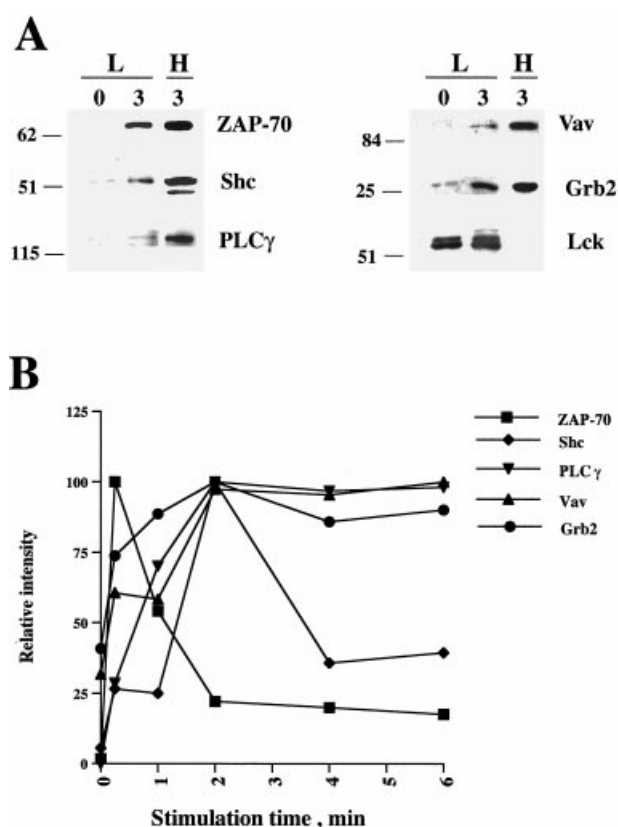 A
L H L H
0 3 3 0 3 3
62 — ZAP-70 84 — Vav
51 — Shc 25 — Grb2
115 — PLCγ 51 — Lck
B
125
100
75
50
25
0
Relative intensity
0 1 2 3 4 5 6
Stimulation time , min
ZAP-70
Shc
PLC γ
Vav
Grb2